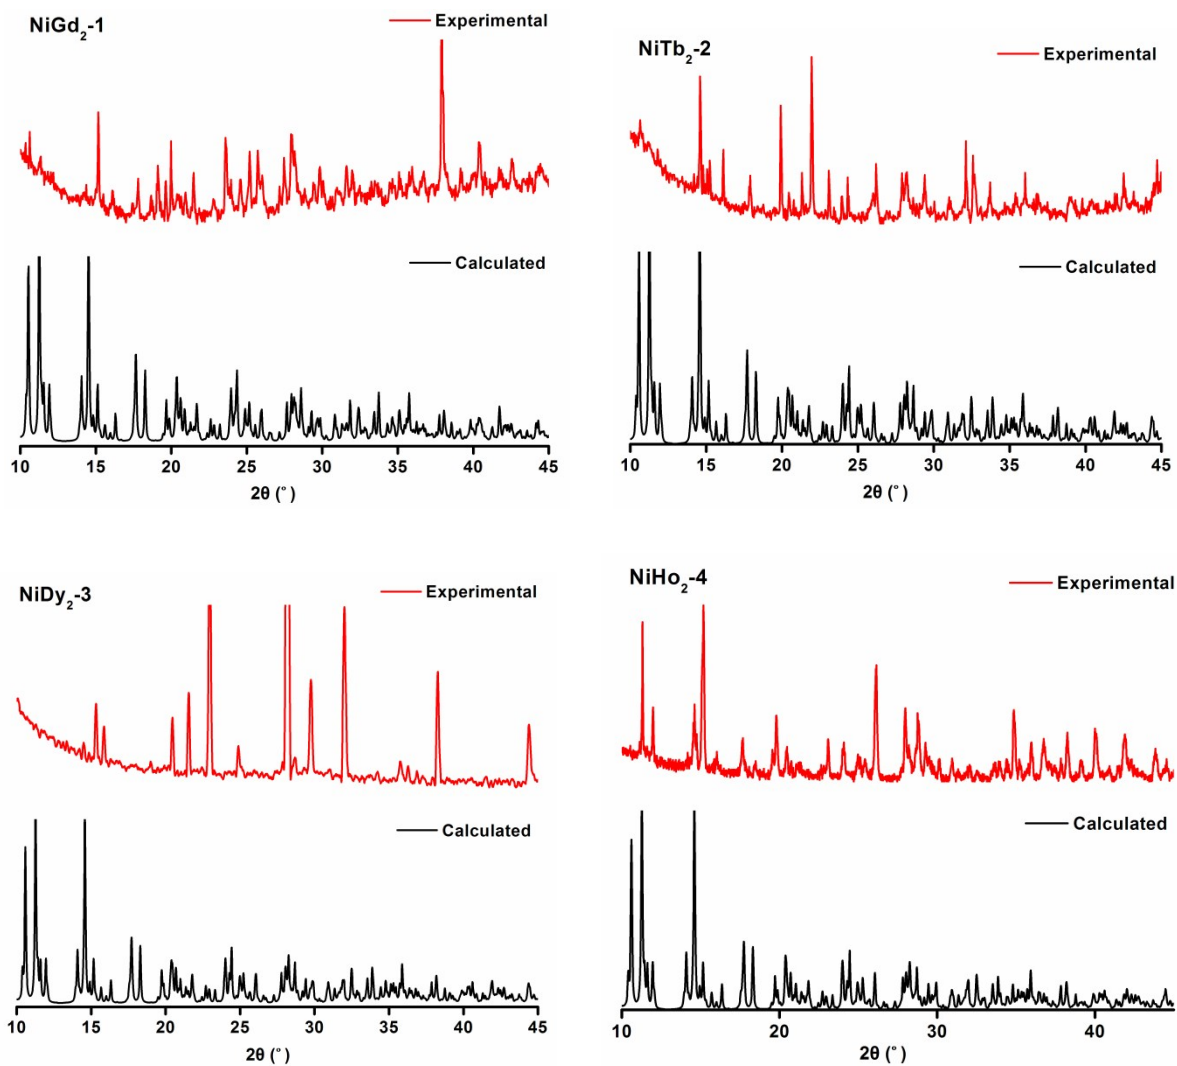 NiGd₂-1
Experimental
Calculated
10 15 20 25 30 35 40 45
2θ (°)
NiTb₂-2
Experimental
Calculated
10 15 20 25 30 35 40 45
2θ (°)
NiDy₂-3
Experimental
Calculated
10 15 20 25 30 35 40 45
2θ (°)
NiHo₂-4
Experimental
Calculated
10 20 30 40
2θ (°)